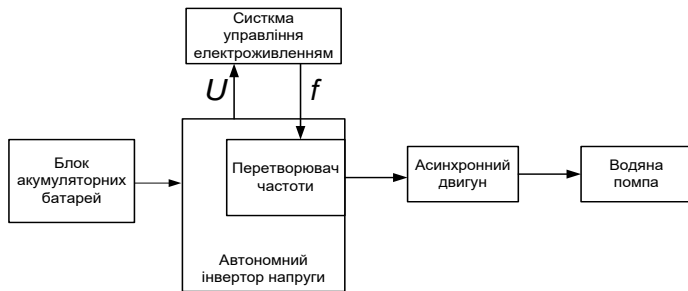 Систкма
управління
електроживленням
U
f
Блок
акумуляторних
батарей
Перетворювач
частоти
Асинхронний
двигун
Водяна
помпа
Автономний
інвертор напруги